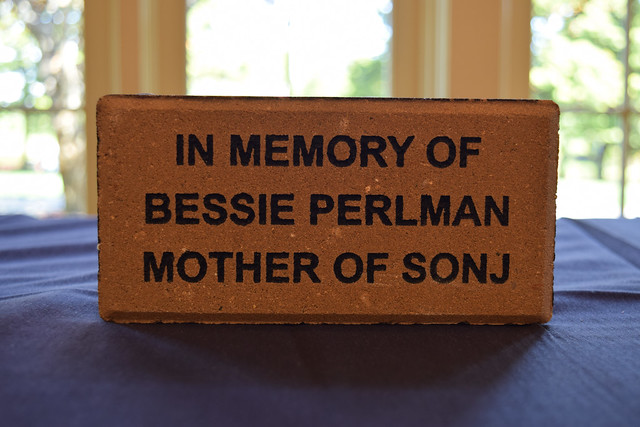 IN MEMORY OF
BESSIE PERLMAN
MOTHER OF SONJ